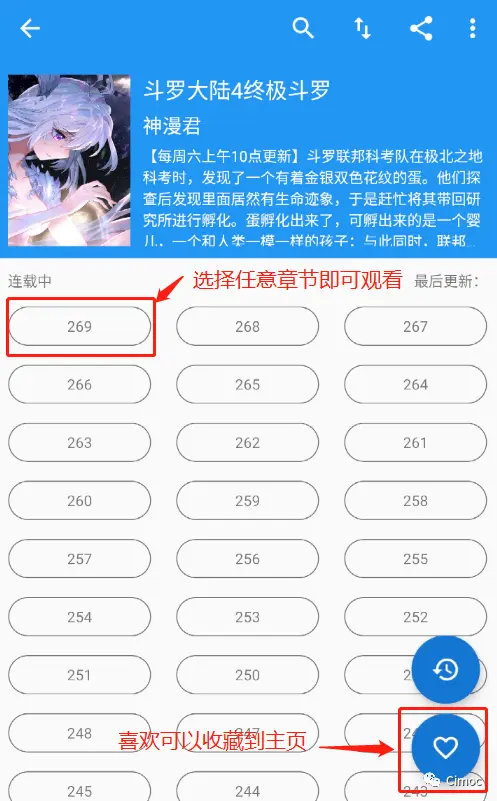 斗罗大陆4终极斗罗
神漫君
【每周六上午10点更新】斗罗联邦科考队在极北之地
科考时，发现了一个有着金银双色花纹的蛋。他们探
查后发现里面居然有生命迹象，于是赶忙将其带回研
究所进行孵化。蛋孵化出来了，可孵出来的是一个婴
儿，一个和人类一模一样的孩子；与此同时，联邦...
连载中
选择任意章节即可观看
最后更新：
269 268 267
266 265 264
263 262 261
260 259 258
257 256 255
254 253 252
251 250
248 247
喜欢可以收藏到主页
245 244 243
Cimoc